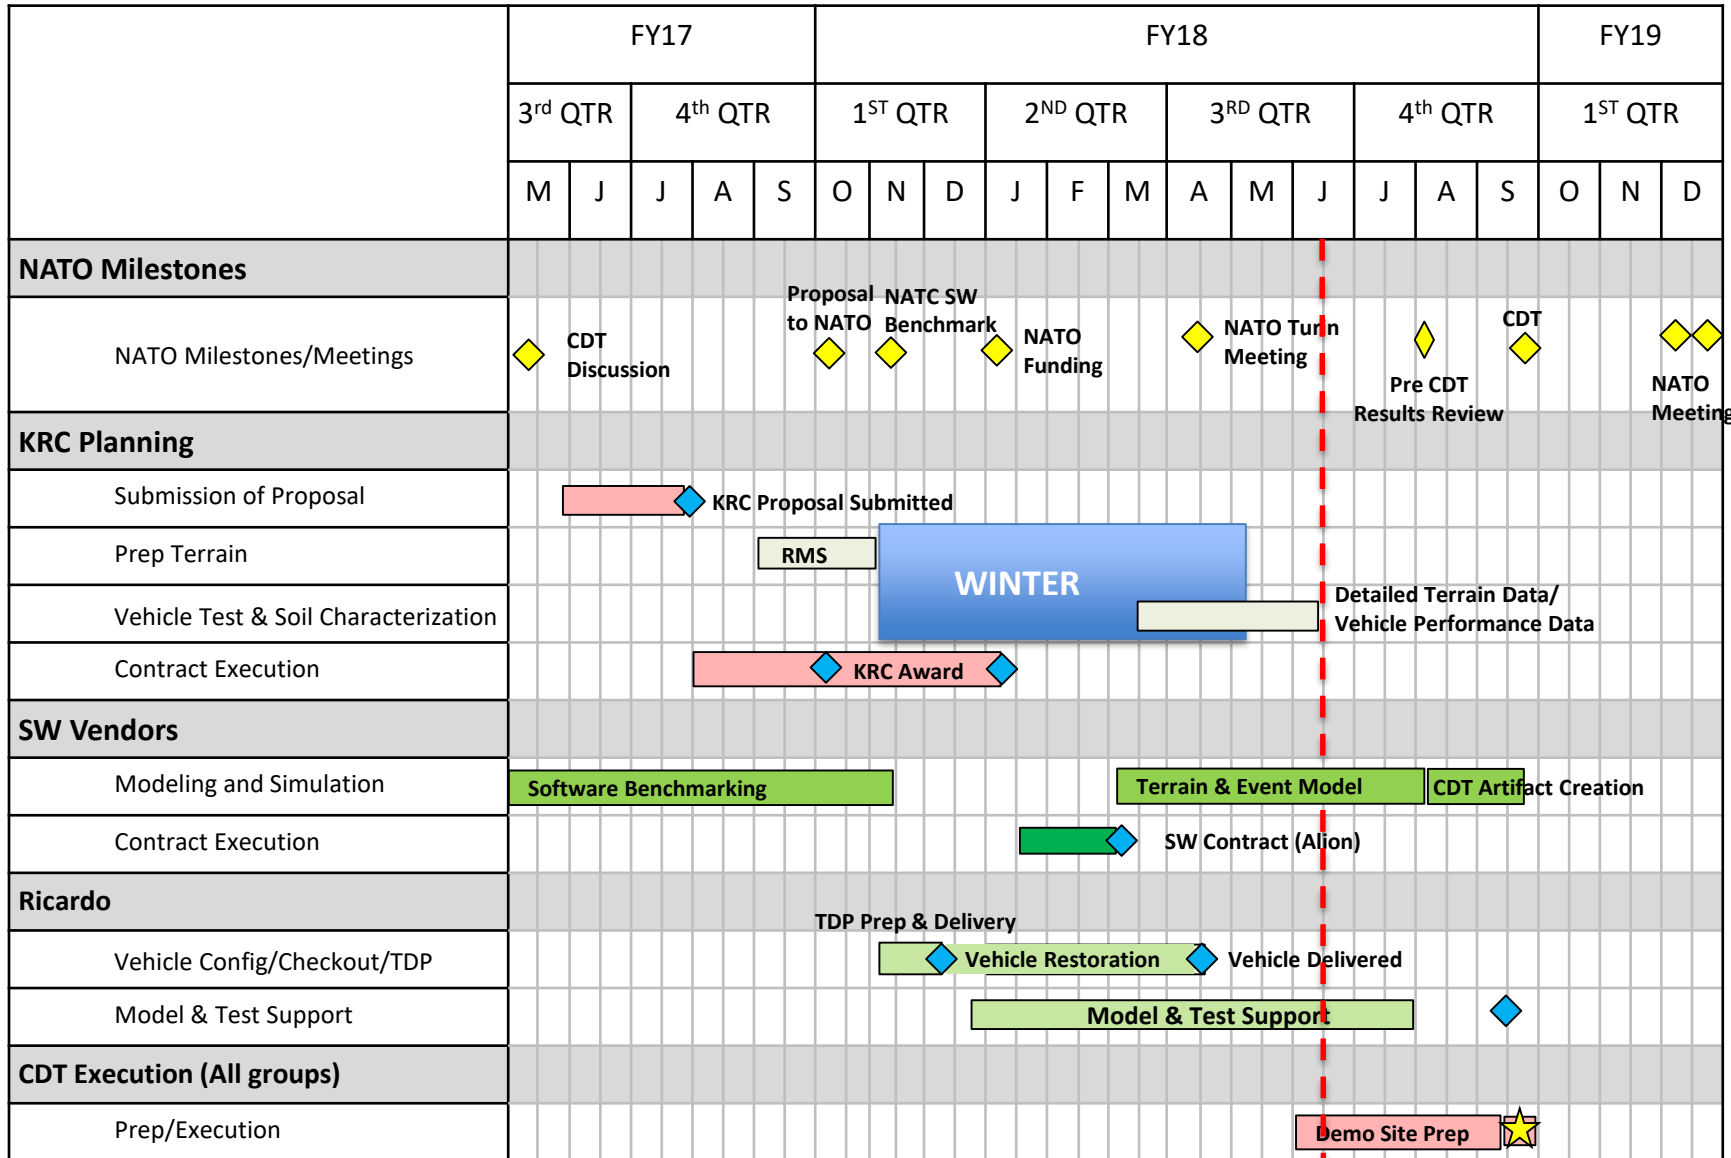 FY17 FY18 FY19
3rd QTR 4th QTR 1ST QTR 2ND QTR 3RD QTR 4th QTR 1ST QTR
M J J A S O N D J F M A M J J A S O N D
NATO Milestones
NATO Milestones/Meetings
CDT
Discussion
Proposal
to NATO
NATC SW
Benchmark
NATO
Funding
NATO Turin
Meeting
Pre CDT
Results Review
CDT
NATO
Meeting
KRC Planning
Submission of Proposal
KRC Proposal Submitted
Prep Terrain
RMS
WINTER
Vehicle Test & Soil Characterization
Detailed Terrain Data/
Vehicle Performance Data
Contract Execution
KRC Award
SW Vendors
Modeling and Simulation
Software Benchmarking
Terrain & Event Model
CDT Artifact Creation
Contract Execution
SW Contract (Alion)
Ricardo
TDP Prep & Delivery
Vehicle Config/Checkout/TDP
Vehicle Restoration
Vehicle Delivered
Model & Test Support
Model & Test Support
CDT Execution (All groups)
Prep/Execution
Demo Site Prep